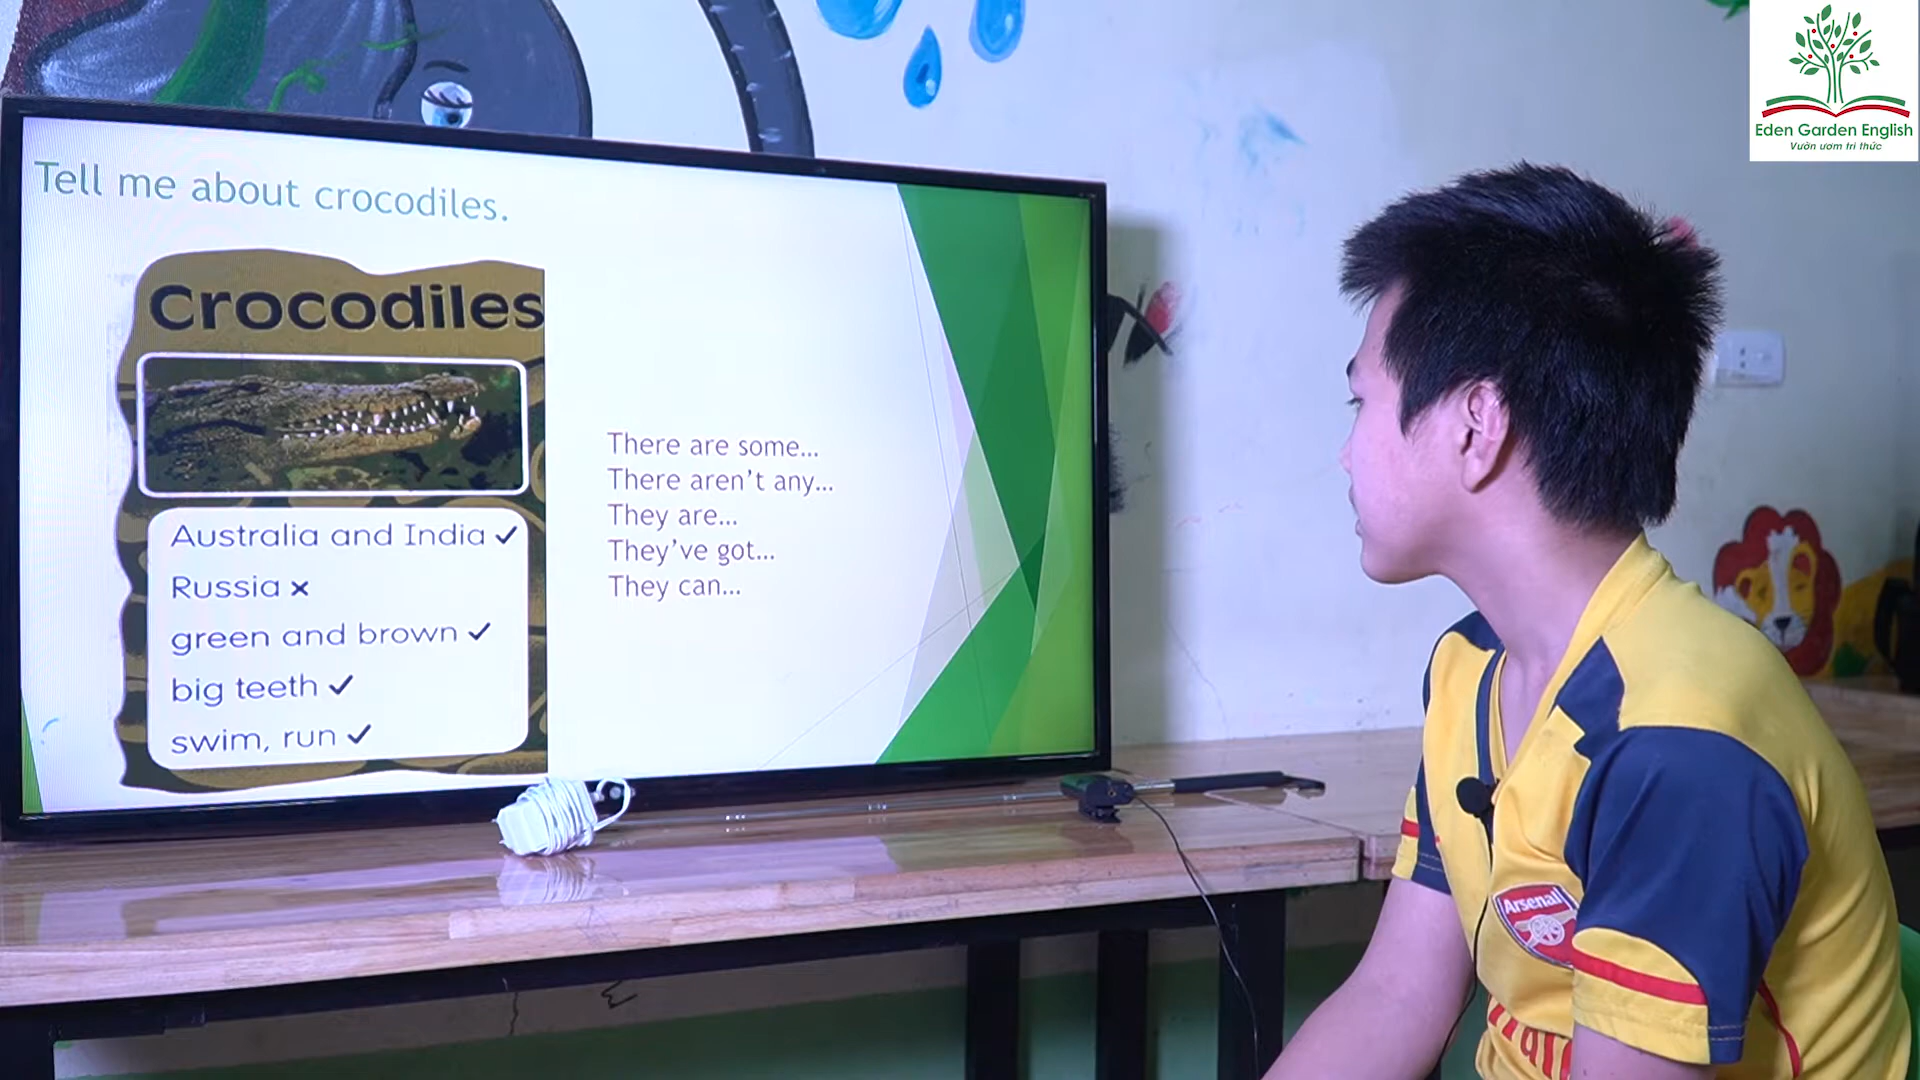 Tell me about crocodiles.
Crocodiles
Australia and India ✓
Russia ×
green and brown ✓
big teeth ✓
swim, run ✓
There are some...
There aren't any...
They are...
They've got...
They can...
Eden Garden English
Vườn ươm tri thức
Arsenal